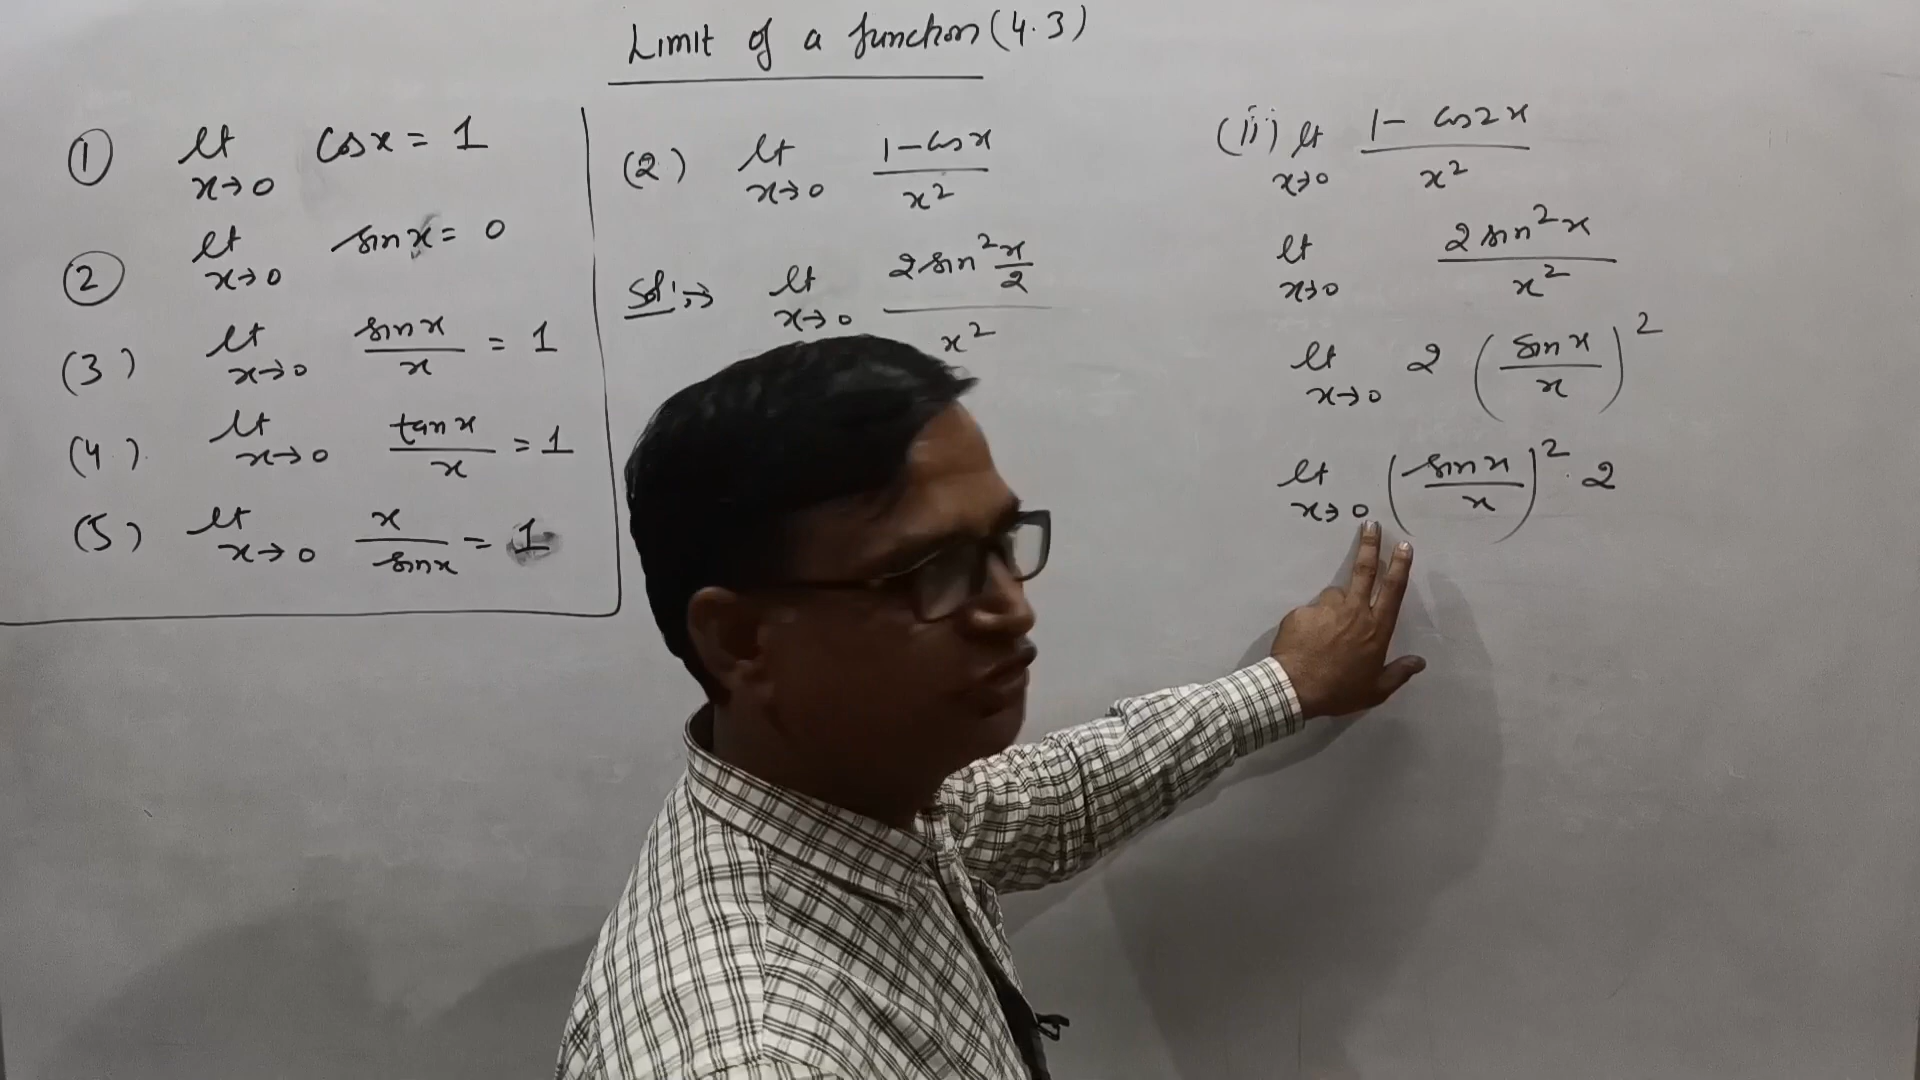 Limit of a function (4.3)
① lt x→0 cos x = 1
② lt x→0 sin x = 0
(3) lt x→0 sin x / x = 1
(4) lt x→0 tan x / x = 1
(5) lt x→0 x / sin x = 1
(2) lt x→0 1 - cos x / x²
Sol: → lt x→0 2 sin² x/2 / x²
(ii) lt x→0 1 - cos 2x / x²
lt x→0 2 sin² x / x²
lt x→0 2 (sin x / x)²
lt x→0 (sin x / x)² · 2